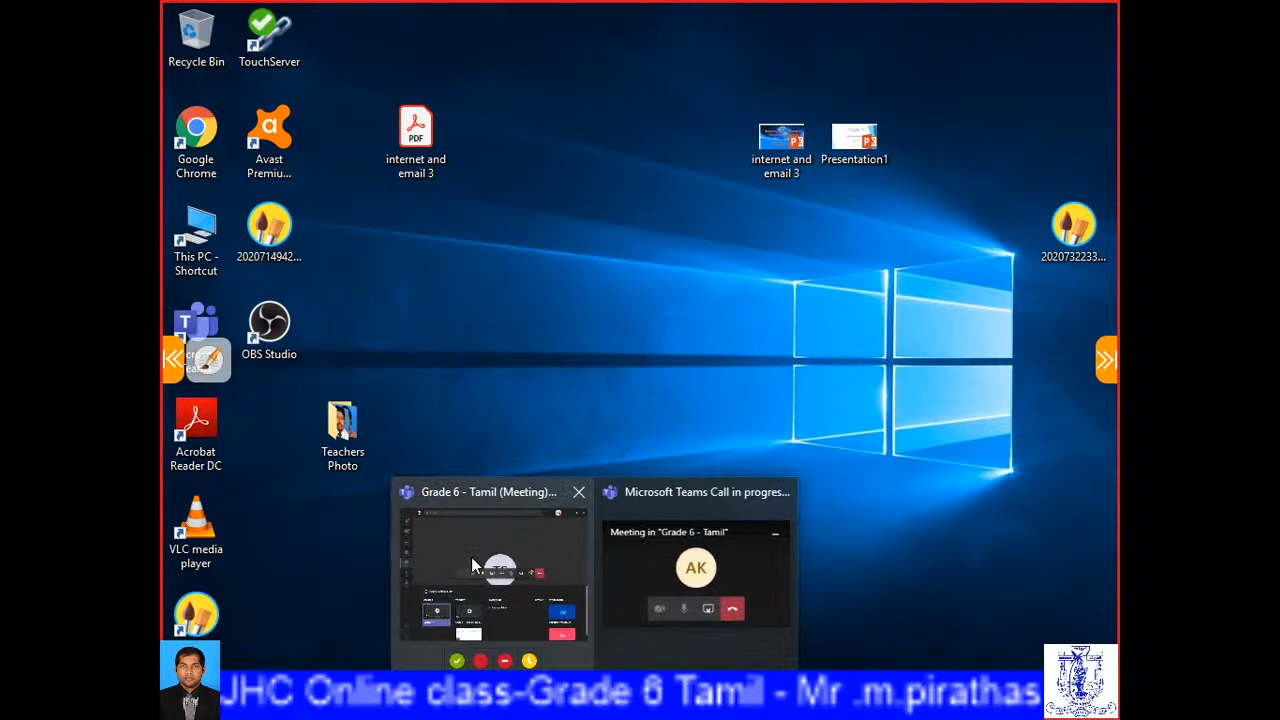 Recycle Bin
TouchServer
Google
Chrome
Avast
Premiu...
PDF
internet and
email 3
internet and
email 3
Presentation1
This PC -
Shortcut
2020714942...
2020732233...
OBS Studio
Acrobat
Reader DC
Teachers
Photo
VLC media
player
Grade 6 - Tamil (Meeting)...
Microsoft Teams Call in progres...
Meeting in "Grade 6 - Tamil"
AK
JHC Online class-Grade 6 Tamil - Mr .m.pirathas